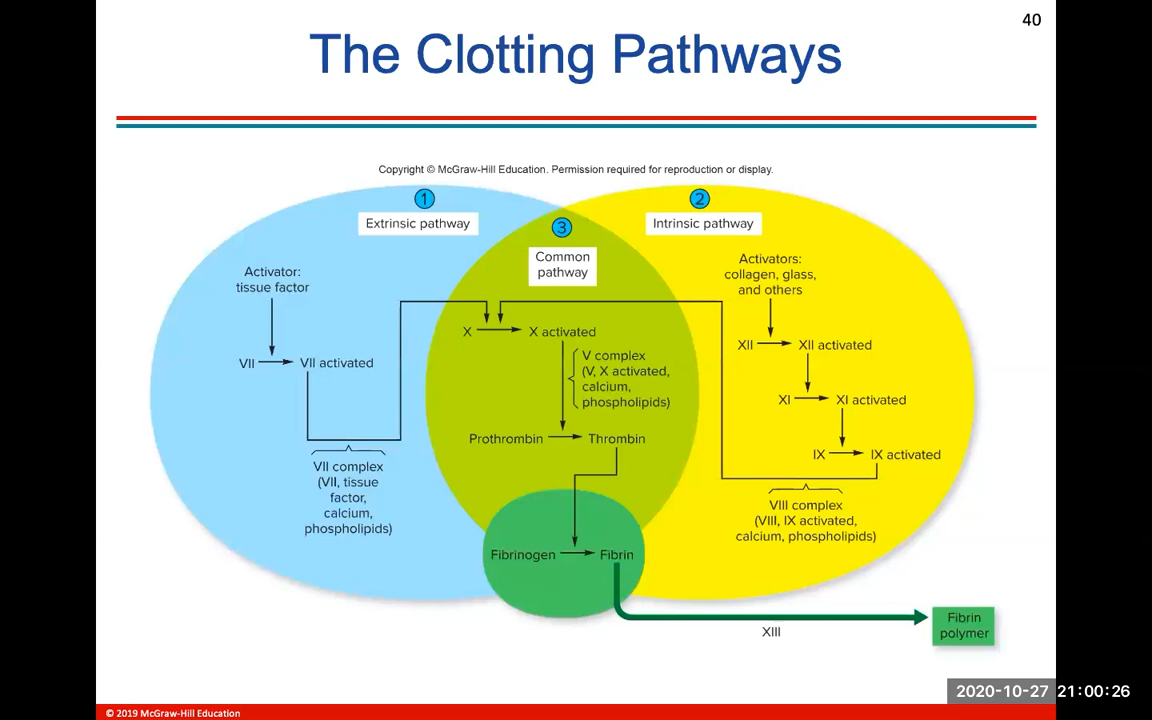 40
The Clotting Pathways
Copyright © McGraw-Hill Education. Permission required for reproduction or display.
1
Extrinsic pathway
2
Intrinsic pathway
3
Common
pathway
Activator:
tissue factor
VII
VII activated
VII complex
(VII, tissue
factor,
calcium,
phospholipids)
X
X activated
V complex
(V, X activated,
calcium,
phospholipids)
Prothrombin
Thrombin
Fibrinogen
Fibrin
Activators:
collagen, glass,
and others
XII
XII activated
XI
XI activated
IX
IX activated
VIII complex
(VIII, IX activated,
calcium, phospholipids)
XIII
Fibrin
polymer
2020-10-27 21:00:26
© 2019 McGraw-Hill Education